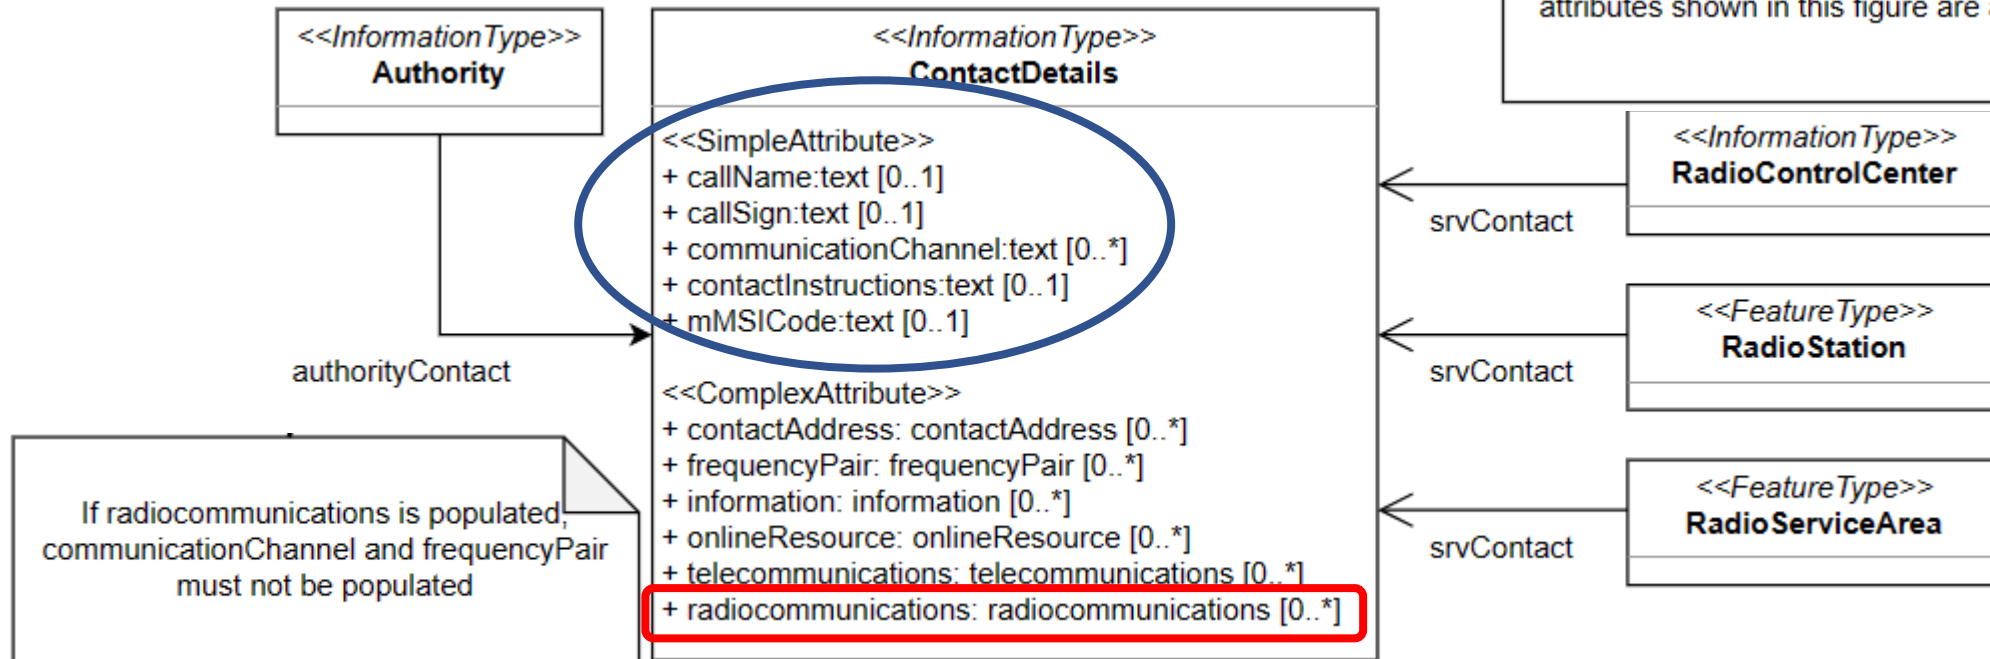 <<InformationType>>
Authority
<<InformationType>>
ContactDetails
<<SimpleAttribute>>
+ callName:text [0..1]
+ callSign:text [0..1]
+ communicationChannel:text [0..*]
+ contactInstructions:text [0..1]
+ mMSICode:text [0..1]
<<ComplexAttribute>>
+ contactAddress: contactAddress [0..*]
+ frequencyPair: frequencyPair [0..*]
+ information: information [0..*]
+ onlineResource: onlineResource [0..*]
+ telecommunications: telecommunications [0..*]
+ radiocommunications: radiocommunications [0..*]
authorityContact
If radiocommunications is populated,
communicationChannel and frequencyPair
must not be populated
attributes shown in this figure are
<<InformationType>>
RadioControlCenter
srvContact
<<FeatureType>>
RadioStation
srvContact
<<FeatureType>>
RadioServiceArea
srvContact